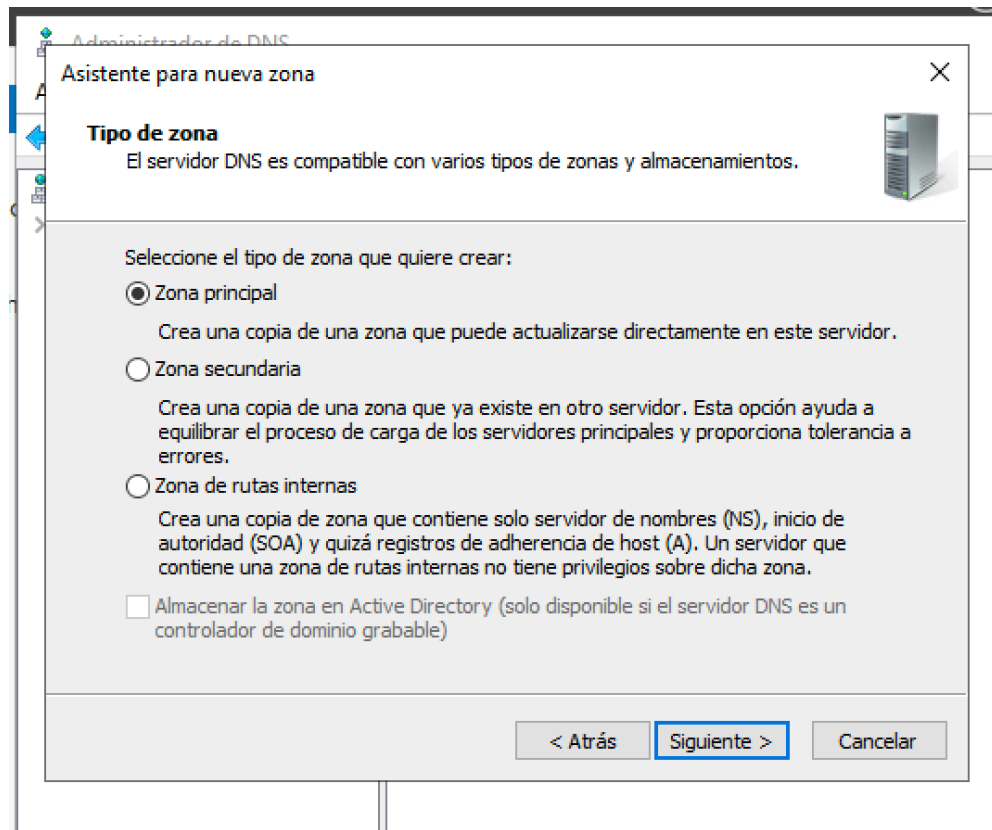 Administrador de DNS
Asistente para nueva zona
Tipo de zona
El servidor DNS es compatible con varios tipos de zonas y almacenamientos.
Seleccione el tipo de zona que quiere crear:
Zona principal
Crea una copia de una zona que puede actualizarse directamente en este servidor.
Zona secundaria
Crea una copia de una zona que ya existe en otro servidor. Esta opción ayuda a
equilibrar el proceso de carga de los servidores principales y proporciona tolerancia a
errores.
Zona de rutas internas
Crea una copia de zona que contiene solo servidor de nombres (NS), inicio de
autoridad (SOA) y quizá registros de adherencia de host (A). Un servidor que
contiene una zona de rutas internas no tiene privilegios sobre dicha zona.
Almacenar la zona en Active Directory (solo disponible si el servidor DNS es un
controlador de dominio grabable)
< Atrás Siguiente > Cancelar